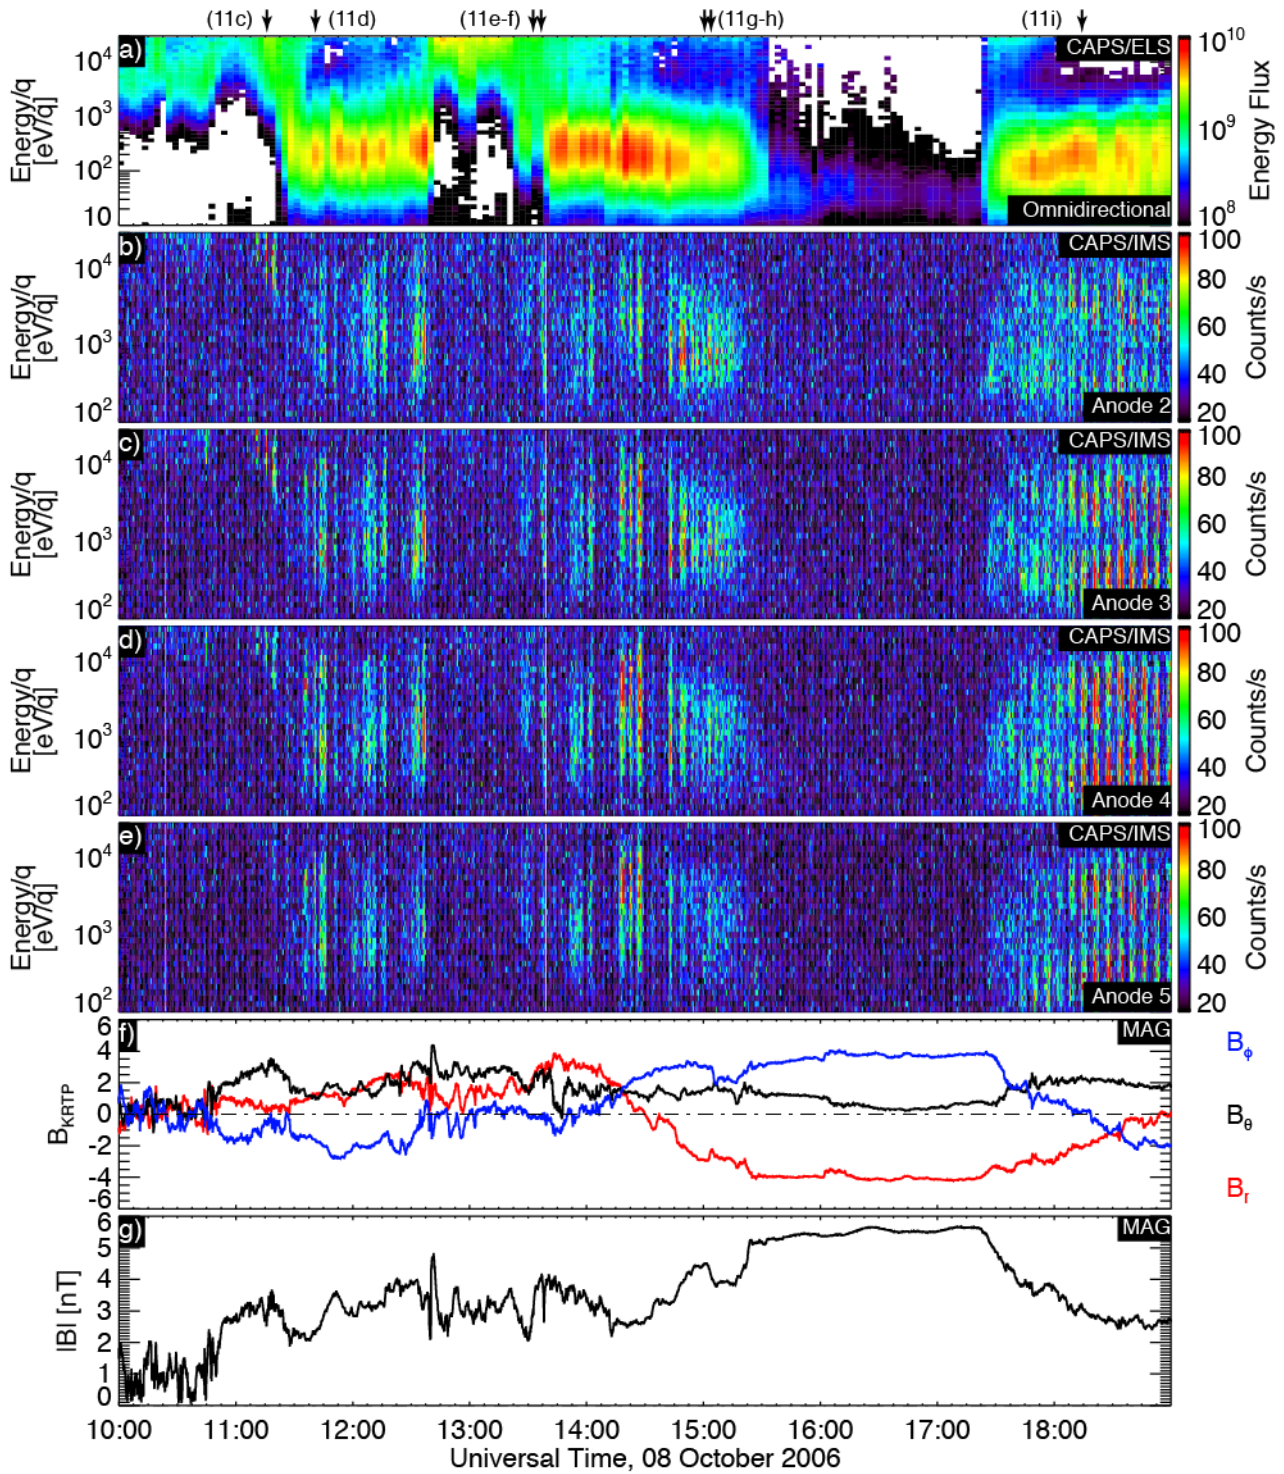 (11c) (11d) (11e-f) (11g-h) (11i)
a)
CAPS/ELS
Omnidirectional
Energy/q
[eV/q]
10⁴
10³
10²
10
10¹⁰
10⁹
10⁸
Energy Flux
b)
CAPS/IMS
Anode 2
Energy/q
[eV/q]
10⁴
10³
10²
100
80
60
40
20
Counts/s
c)
CAPS/IMS
Anode 3
Energy/q
[eV/q]
10⁴
10³
10²
100
80
60
40
20
Counts/s
d)
CAPS/IMS
Anode 4
Energy/q
[eV/q]
10⁴
10³
10²
100
80
60
40
20
Counts/s
e)
CAPS/IMS
Anode 5
Energy/q
[eV/q]
10⁴
10³
10²
100
80
60
40
20
Counts/s
f)
MAG
B_KRTP
6
4
2
0
-2
-4
-6
B_ϕ
B_θ
B_r
g)
MAG
|B| [nT]
6
5
4
3
2
1
0
10:00 11:00 12:00 13:00 14:00 15:00 16:00 17:00 18:00
Universal Time, 08 October 2006